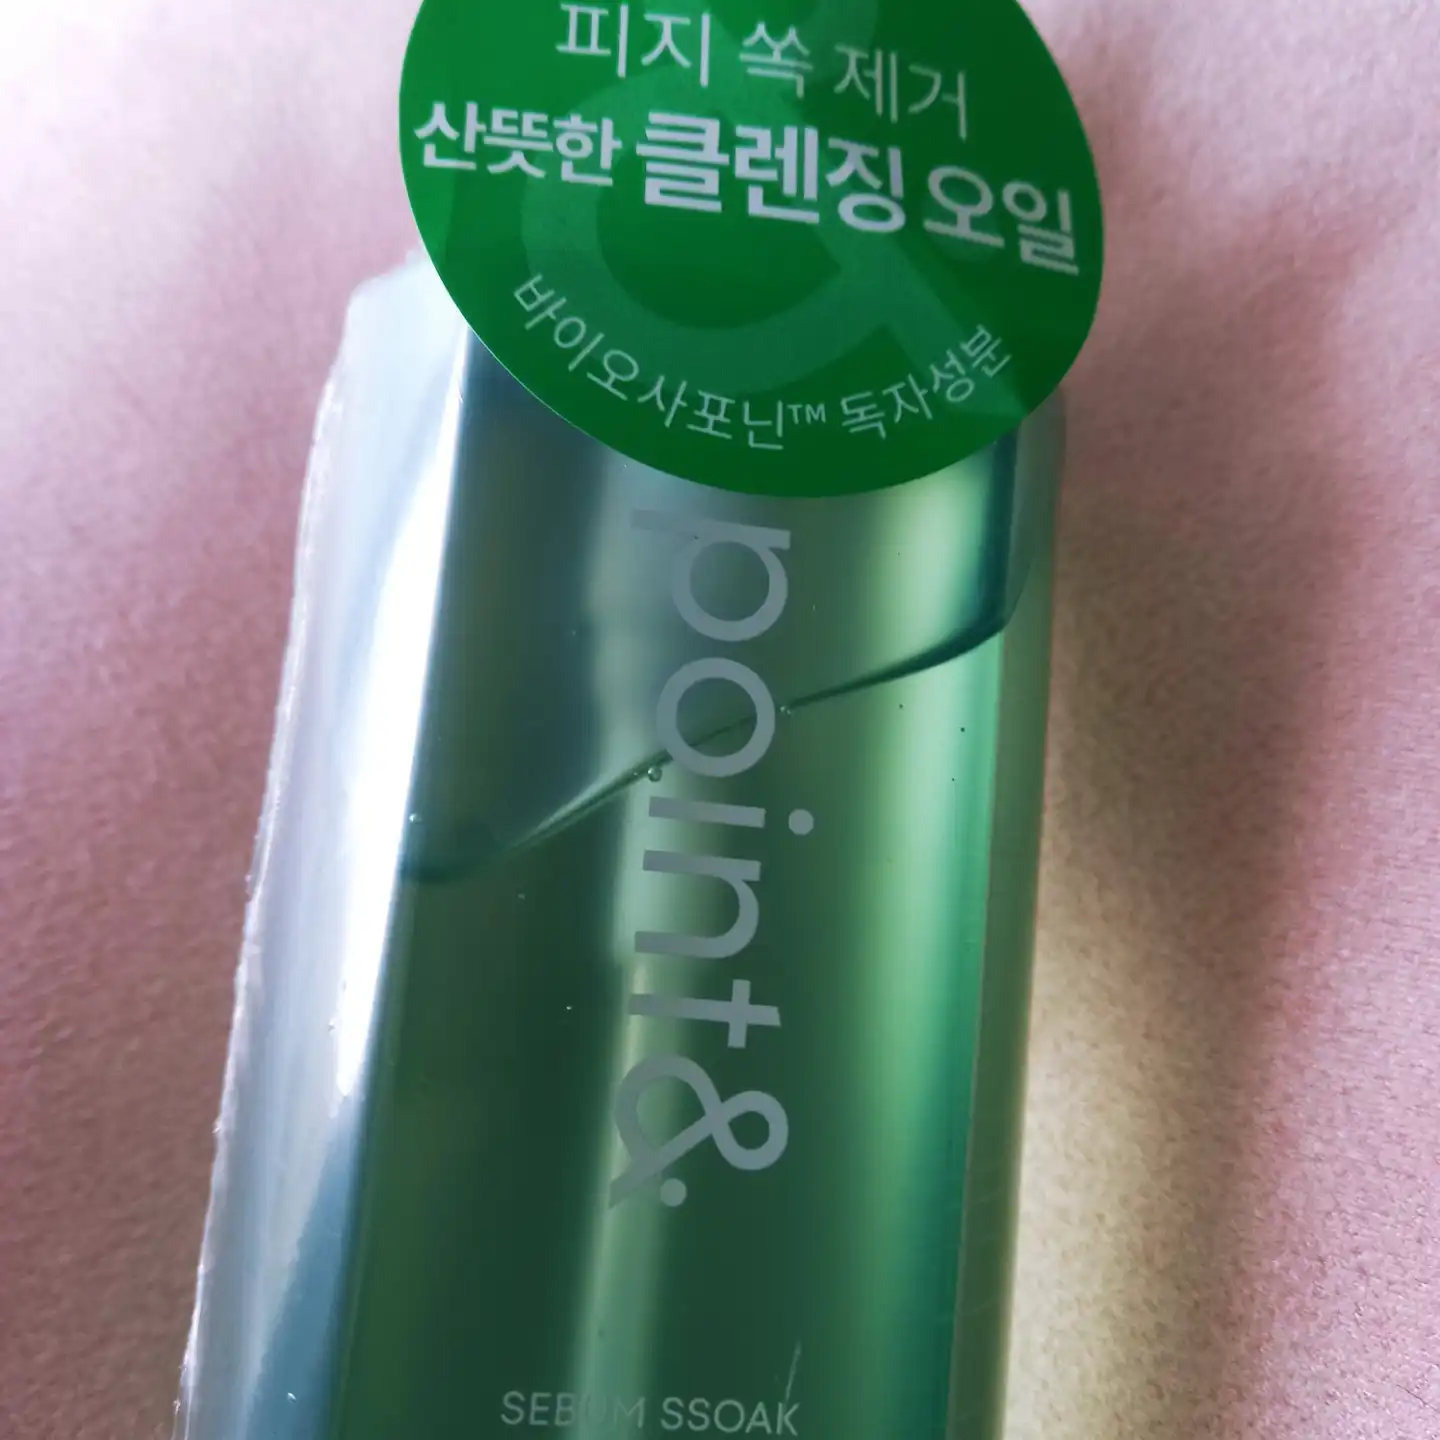 피지 쏙 제거
산뜻한 클렌징 오일
바이오사포닌™ 독자성분
point&.
SEBUM SSOAK